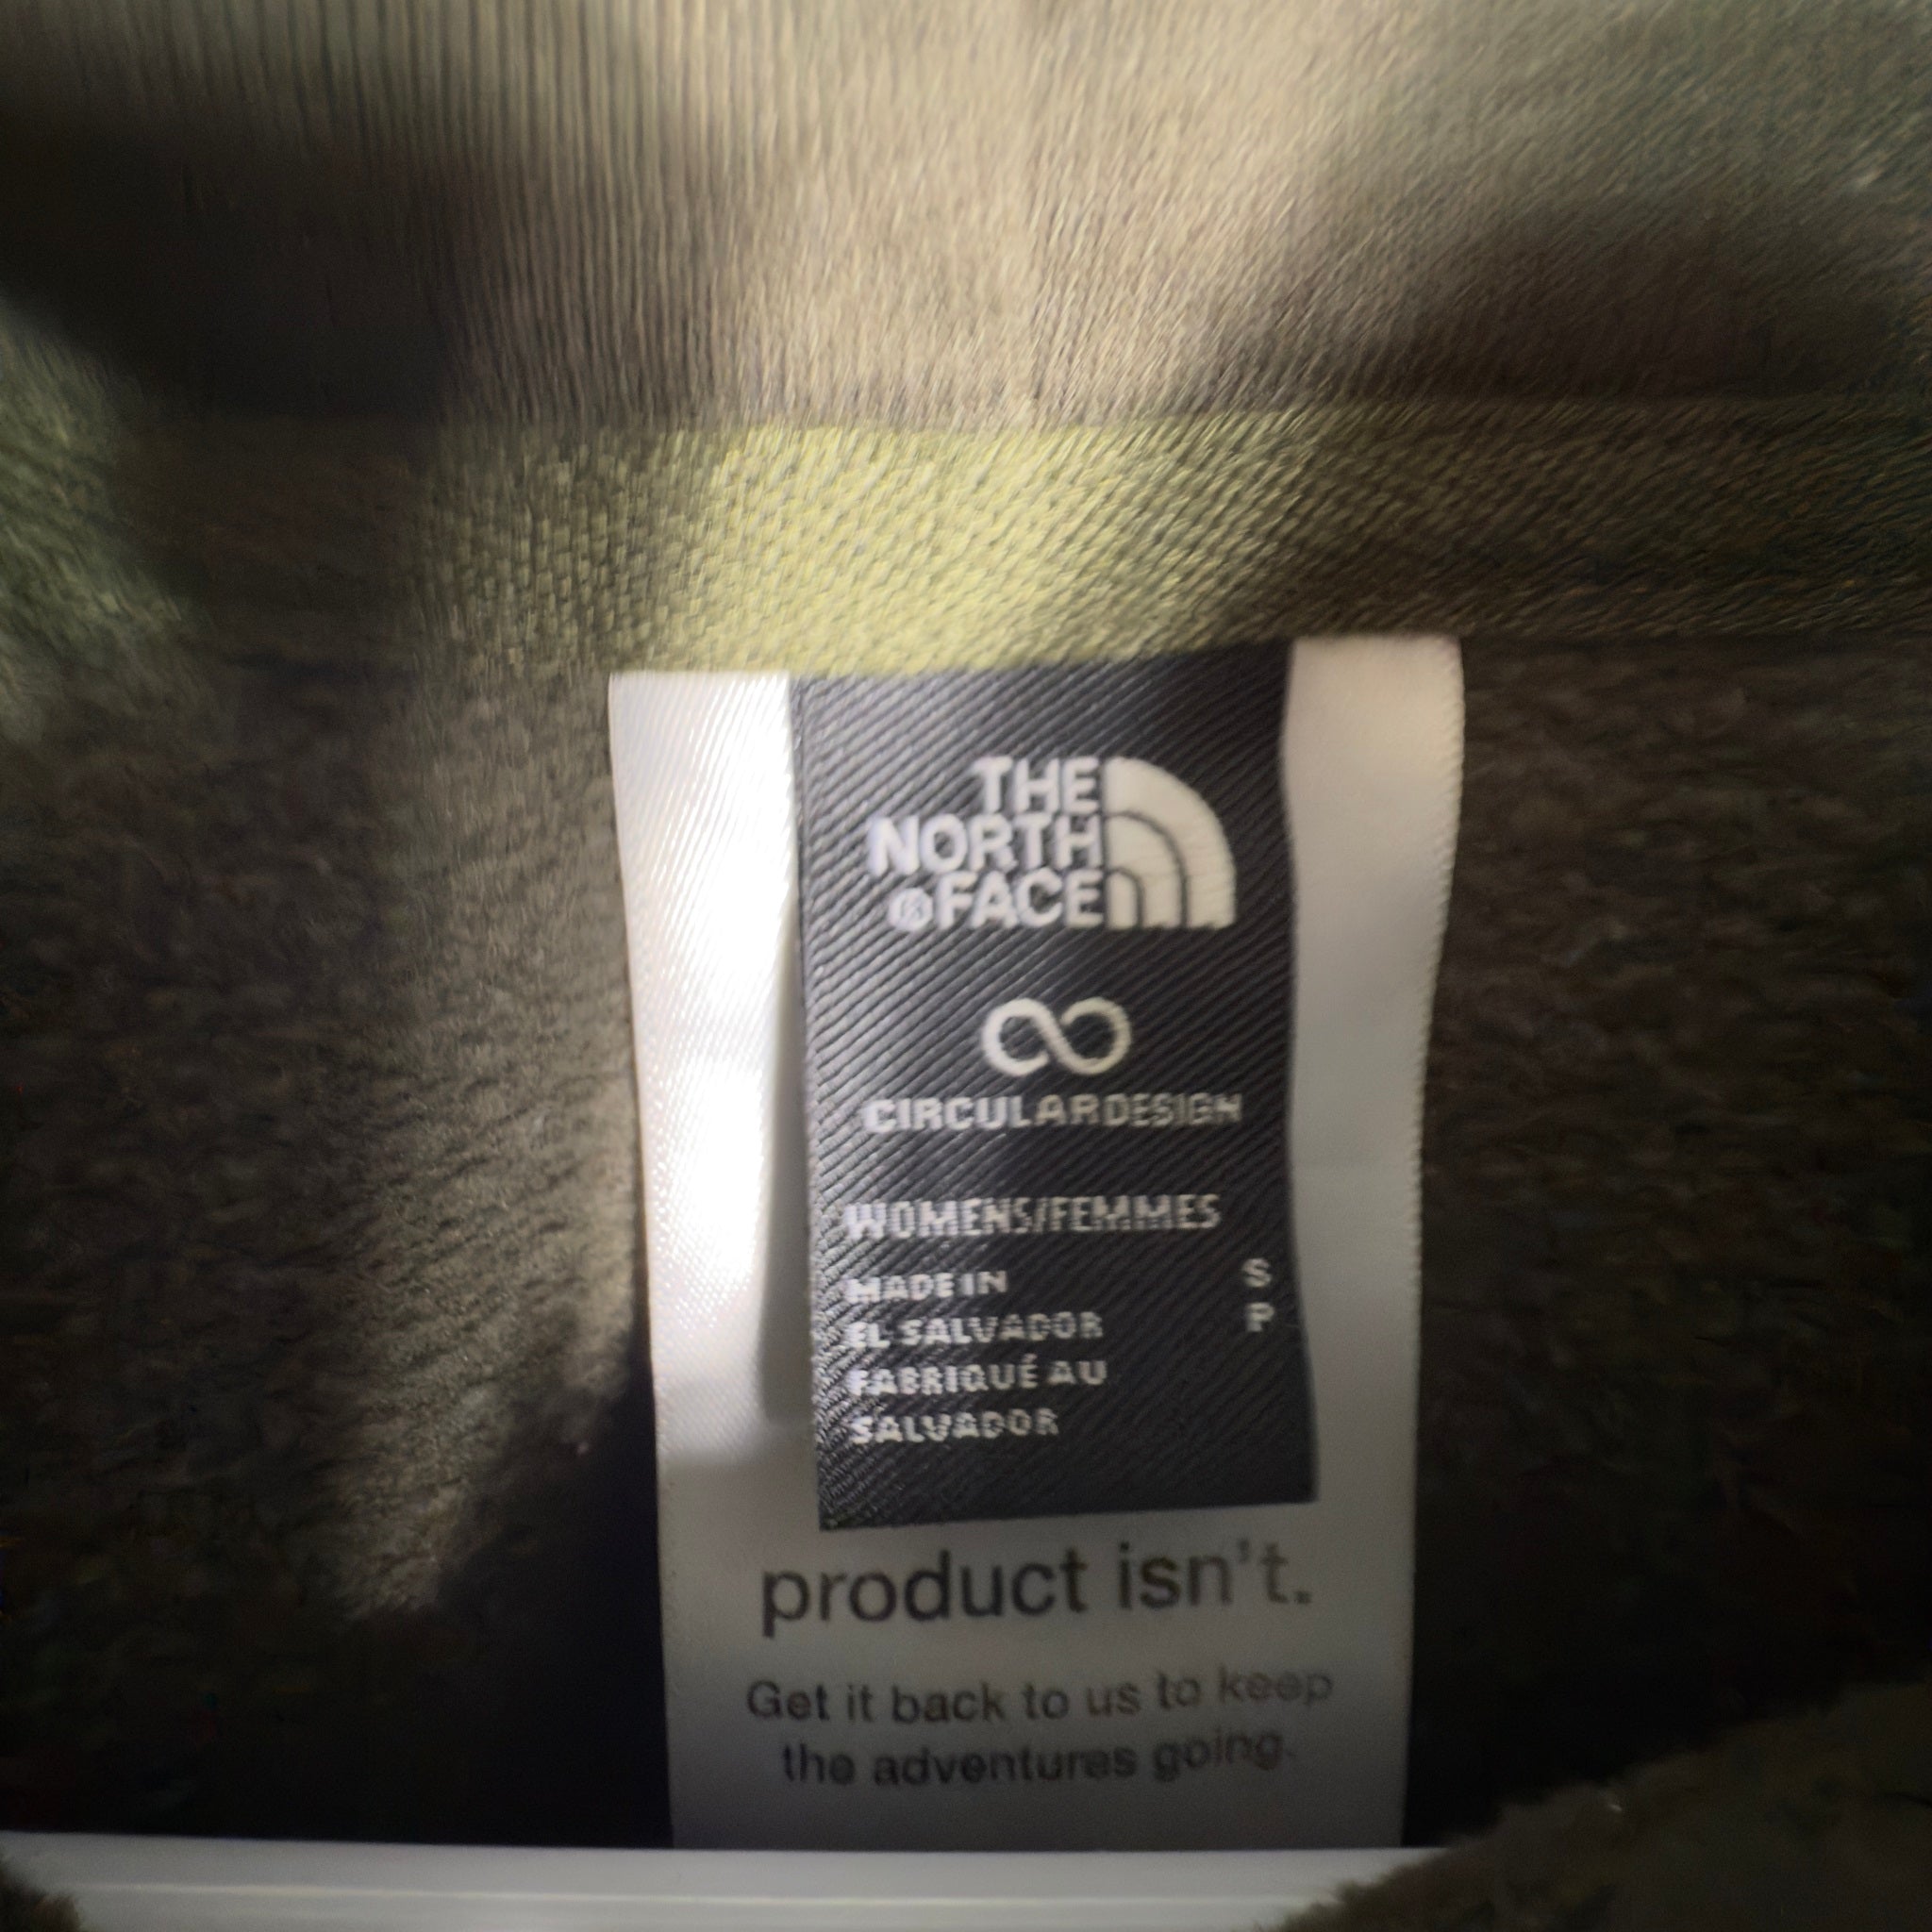 THE
NORTH
®FACE
CIRCULARDESIGN
WOMENS/FEMMES
MADE IN S
EL SALVADOR P
FABRIQUÉ AU
SALVADOR
product isn't.
Get it back to us to keep
the adventures going.